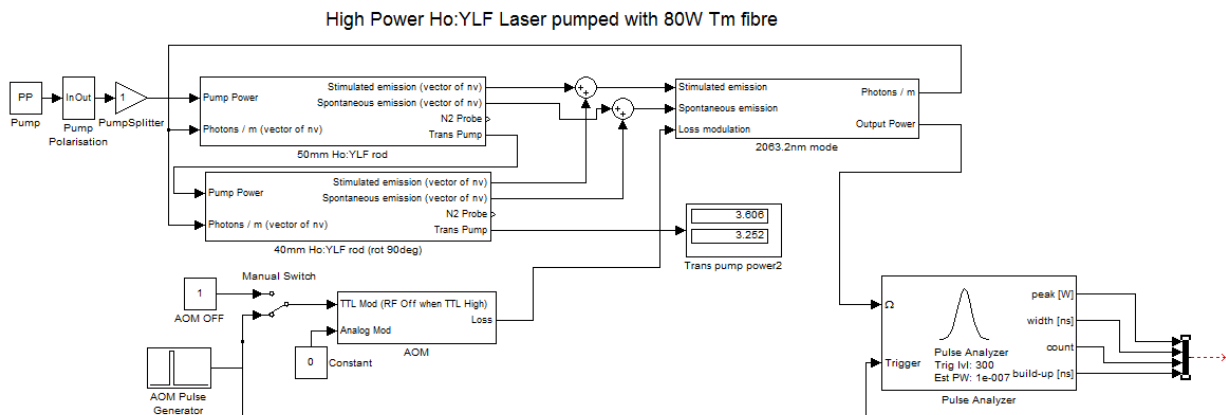 High Power Ho:YLF Laser pumped with 80W Tm fibre
PP
Pump
In Out
Pump
Polarisation
1
PumpSplitter
Pump Power
Photons / m (vector of nv)
Stimulated emission (vector of nv)
Spontaneous emission (vector of nv)
N2 Probe
Trans Pump
50mm Ho:YLF rod
Pump Power
Photons / m (vector of nv)
Stimulated emission (vector of nv)
Spontaneous emission (vector of nv)
N2 Probe
Trans Pump
40mm Ho:YLF rod (rot 90deg)
Stimulated emission
Spontaneous emission
Loss modulation
Photons / m
Output Power
2063.2nm mode
3.606
3.252
Trans pump power2
Manual Switch
1
AOM OFF
TTL Mod (RF Off when TTL High)
Analog Mod
Loss
AOM
0
Constant
AOM Pulse
Generator
Ω
Trigger
Pulse Analyzer
Trig lvl: 300
Est PW: 1e-007
peak [W]
width [ns]
count
build-up [ns]
Pulse Analyzer